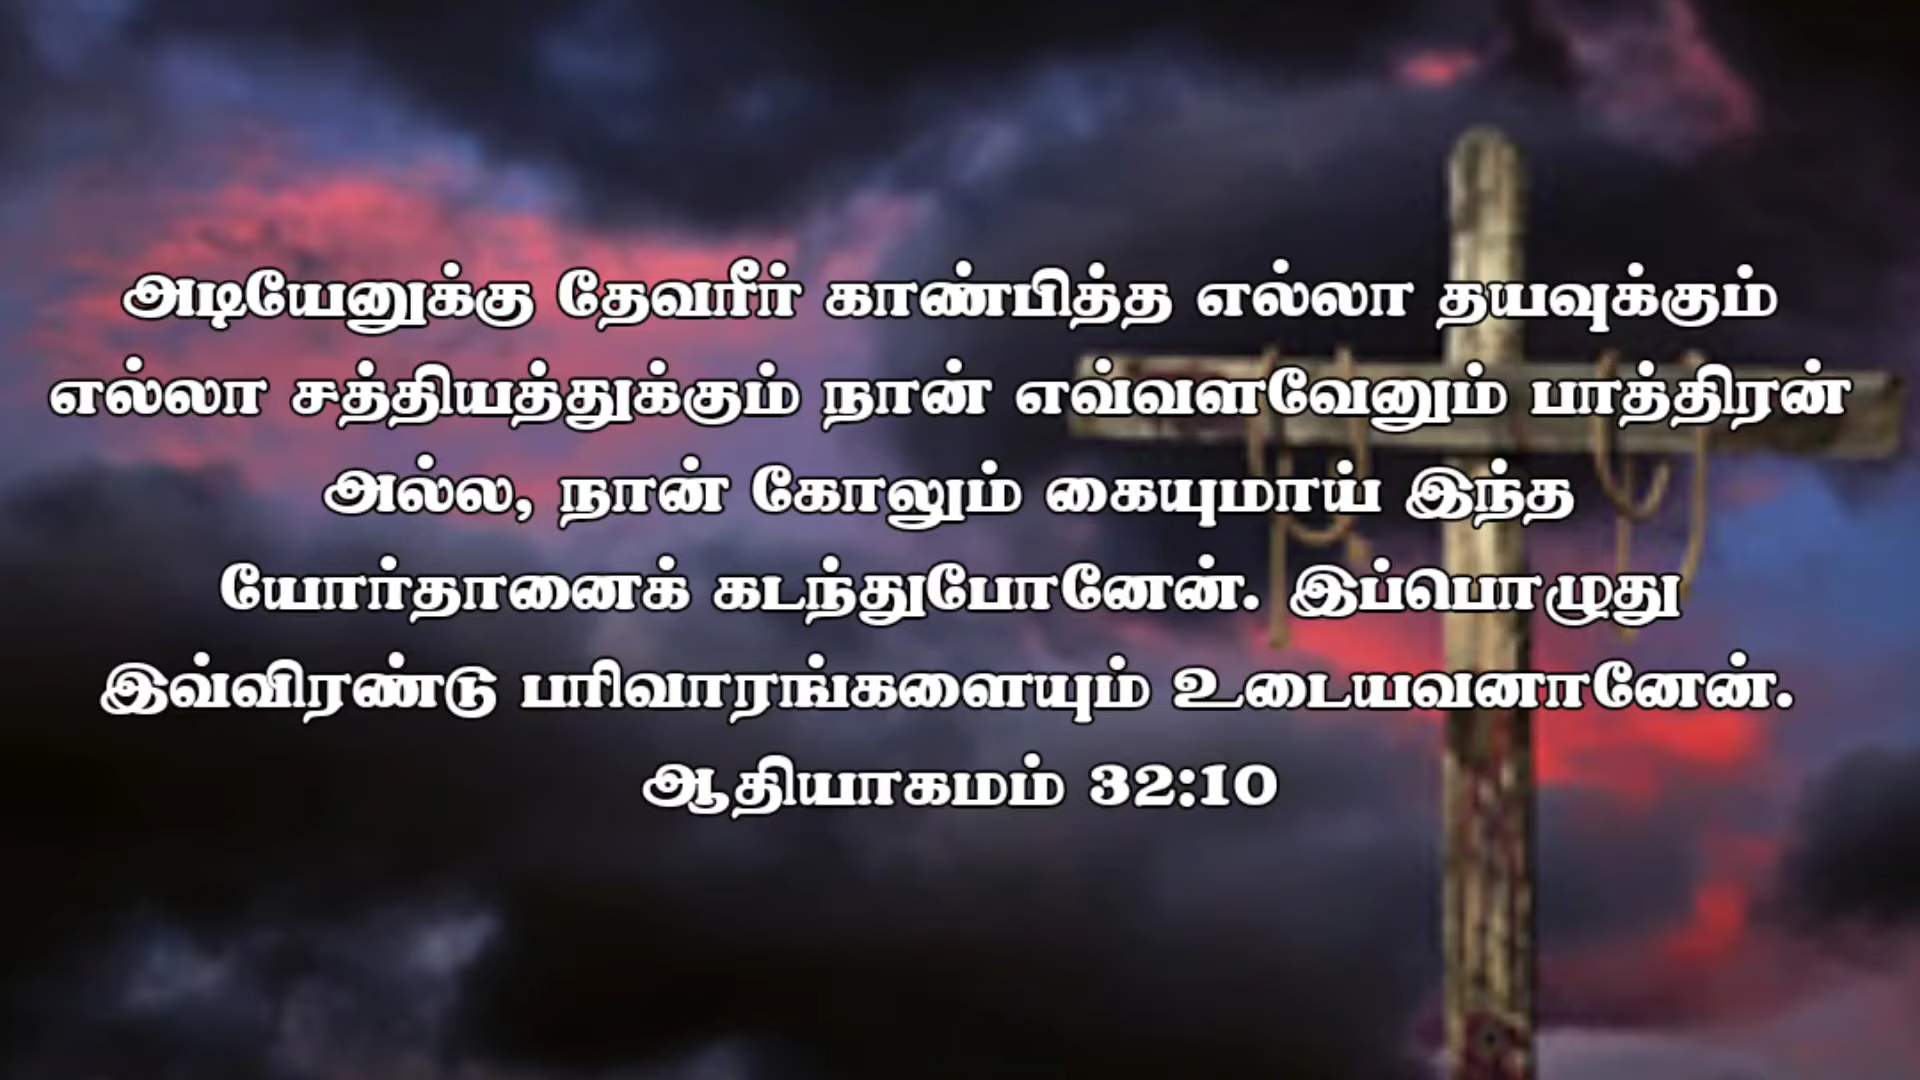 அடியேனுக்கு தேவரீர் காண்பித்த எல்லா தயவுக்கும்
எல்லா சத்தியத்துக்கும் நான் எவ்வளவேனும் பாத்திரன்
அல்ல, நான் கோலும் கையுமாய் இந்த
யோர்தானைக் கடந்துபோனேன். இப்பொழுது
இவ்விரண்டு பரிவாரங்களையும் உடையவனானேன்.
ஆதியாகமம் 32:10